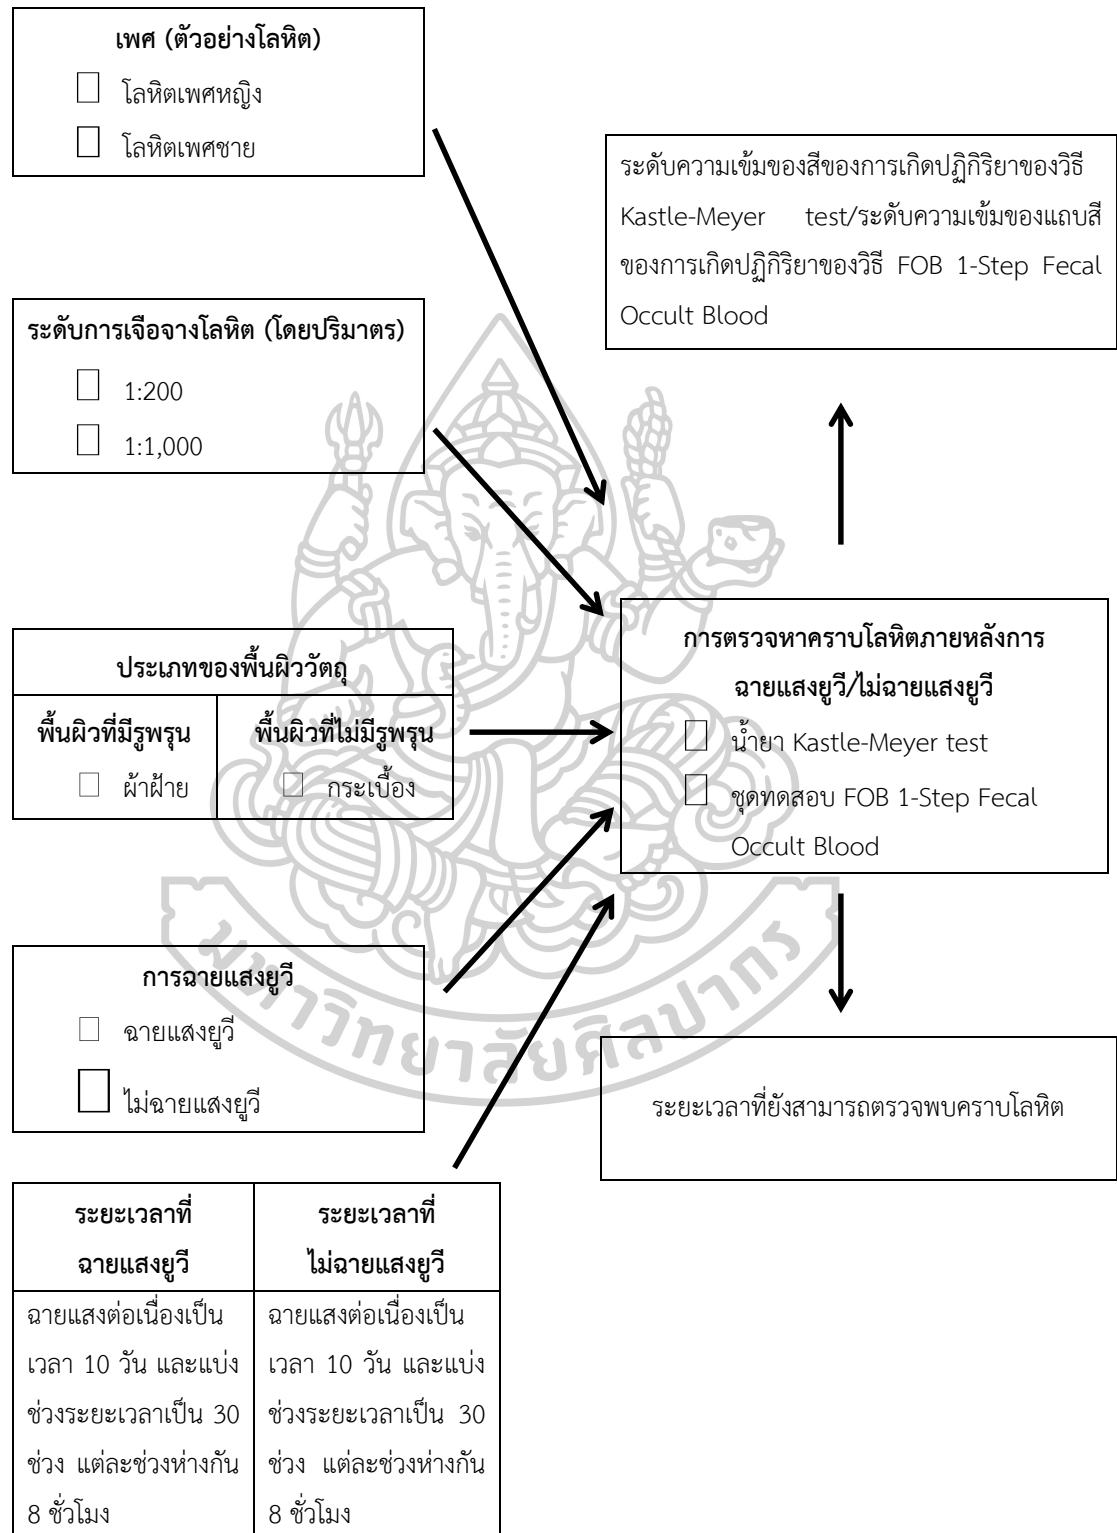 เพศ (ตัวอย่างโลหิต)
โลหิตเพศหญิง
โลหิตเพศชาย
ระดับความเข้มของสีของการเกิดปฏิกิริยาของวิธี
Kastle-Meyer test/ระดับความเข้มของแถบสี
ของการเกิดปฏิกิริยาของวิธี FOB 1-Step Fecal
Occult Blood
ระดับการเจือจางโลหิต (โดยปริมาตร)
1:200
1:1,000
ประเภทของพื้นผิววัตถุ
พื้นผิวที่มีรูพรุน
ผ้าฝ้าย
พื้นผิวที่ไม่มีรูพรุน
กระเบื้อง
การตรวจหาคราบโลหิตภายหลังการ
ฉายแสงยูวี/ไม่ฉายแสงยูวี
น้ำยา Kastle-Meyer test
ชุดทดสอบ FOB 1-Step Fecal
Occult Blood
การฉายแสงยูวี
ฉายแสงยูวี
ไม่ฉายแสงยูวี
มหาวิทยาลัยศิลปากร
ระยะเวลาที่ยังสามารถตรวจพบคราบโลหิต
ระยะเวลาที่
ฉายแสงยูวี
ฉายแสงต่อเนื่องเป็น
เวลา 10 วัน และแบ่ง
ช่วงระยะเวลาเป็น 30
ช่วง แต่ละช่วงห่างกัน
8 ชั่วโมง
ระยะเวลาที่
ไม่ฉายแสงยูวี
ฉายแสงต่อเนื่องเป็น
เวลา 10 วัน และแบ่ง
ช่วงระยะเวลาเป็น 30
ช่วง แต่ละช่วงห่างกัน
8 ชั่วโมง